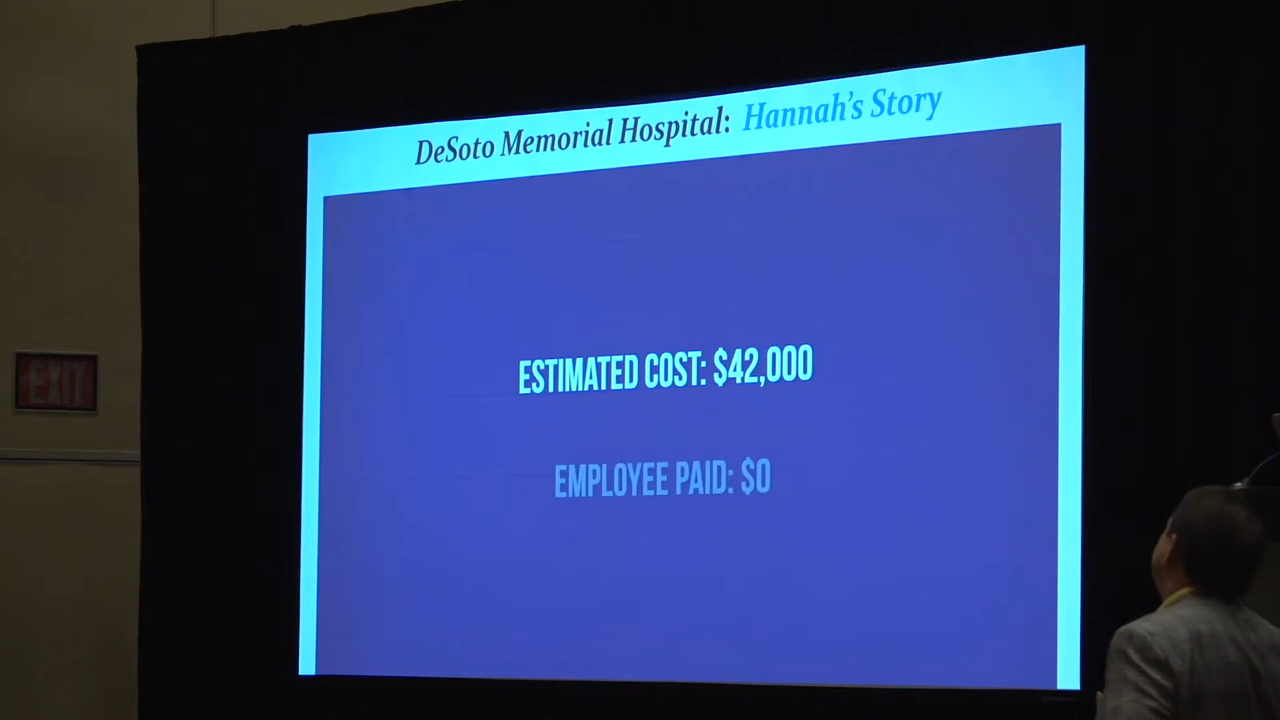 DeSoto Memorial Hospital: Hannah's Story
ESTIMATED COST: $42,000
EMPLOYEE PAID: $0
EXIT